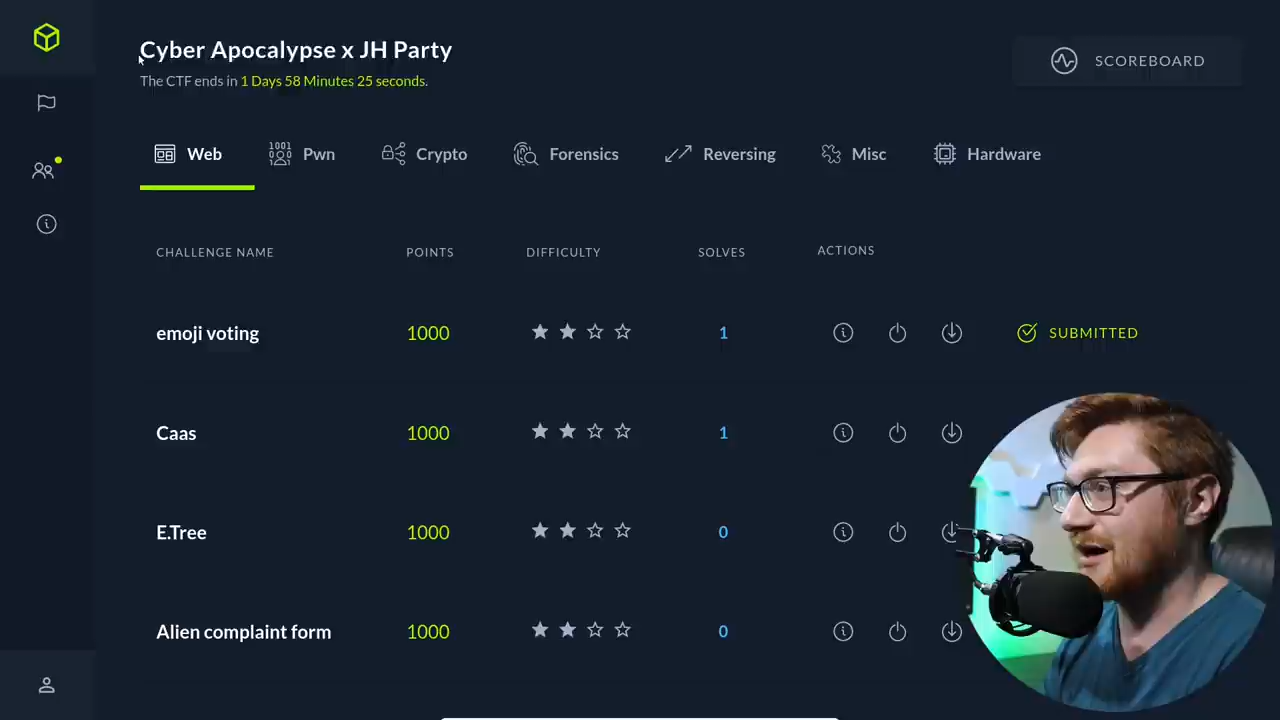 Cyber Apocalypse x JH Party
The CTF ends in 1 Days 58 Minutes 25 seconds.
SCOREBOARD
Web
1001
Pwn
Crypto
Forensics
Reversing
Misc
Hardware
CHALLENGE NAME POINTS DIFFICULTY SOLVES ACTIONS
emoji voting 1000 1 SUBMITTED
Caas 1000 1
E.Tree 1000 0
Alien complaint form 1000 0